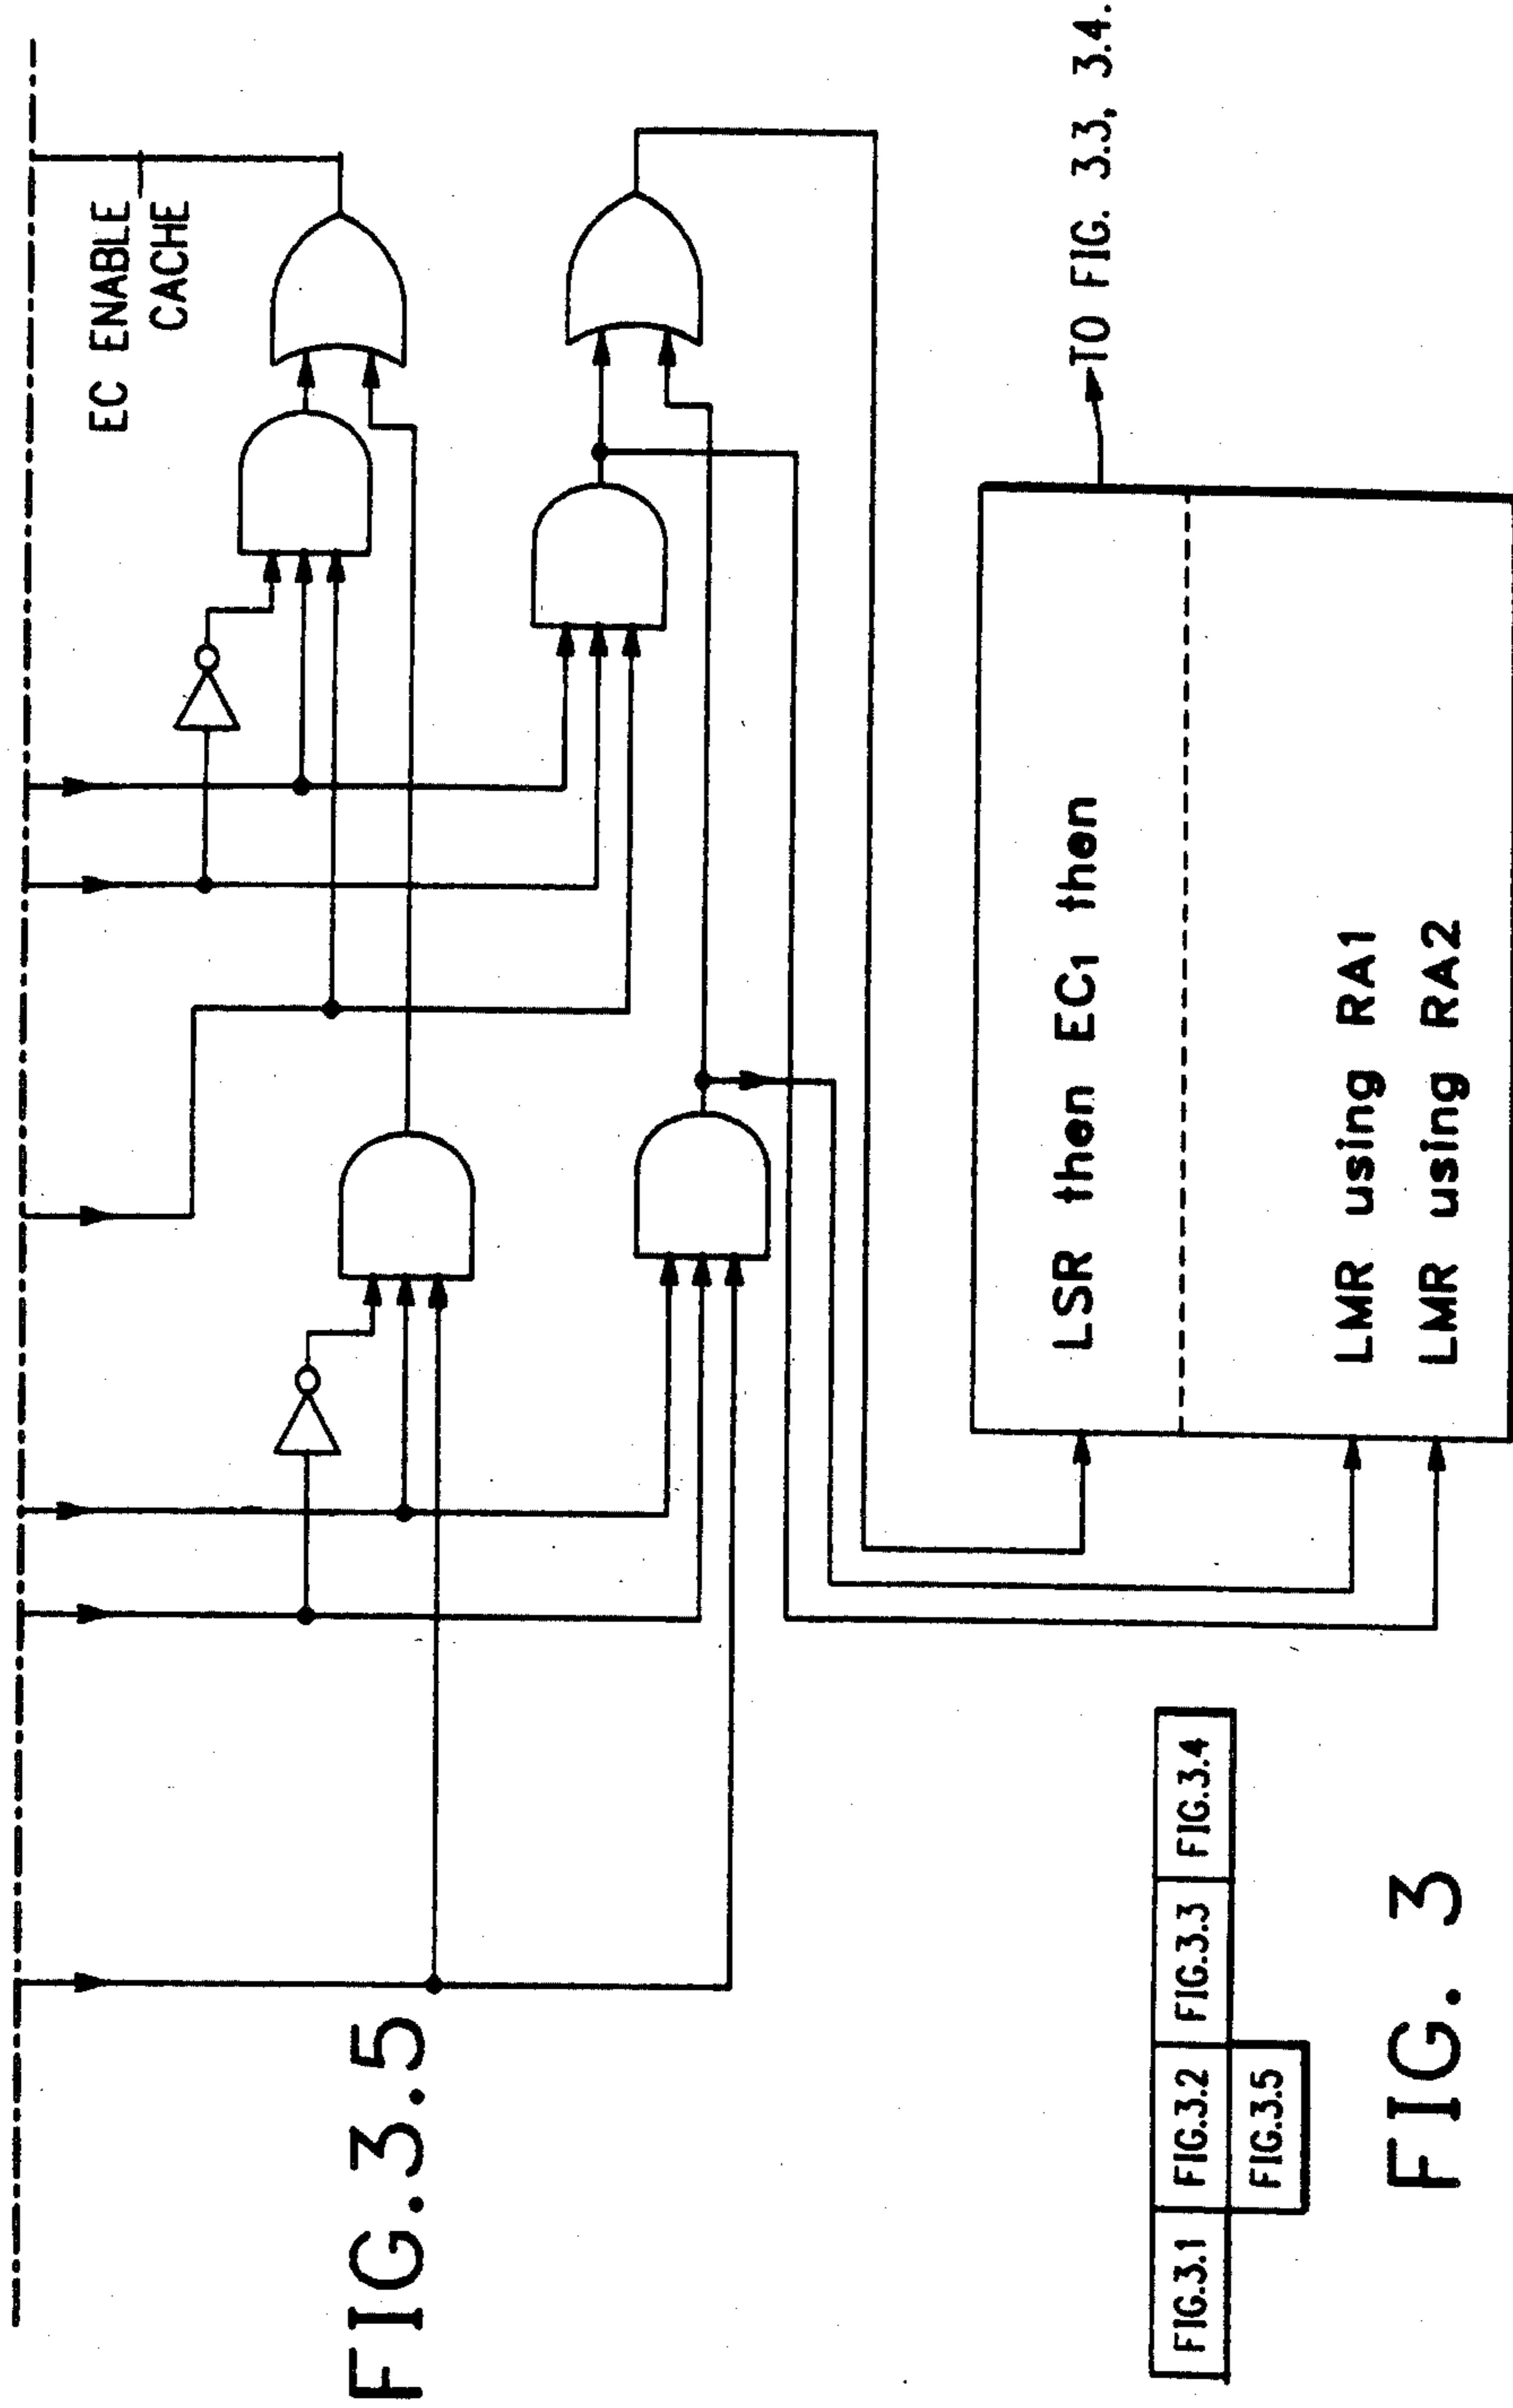 EC ENABLE
CACHE
TO FIG. 3.3, 3.4.
LSR then EC1 then
LMR using RA1
LMR using RA2
FIG.3.5
FIG.3.1 FIG.3.2 FIG.3.3 FIG.3.4
FIG.3.5
FIG. 3